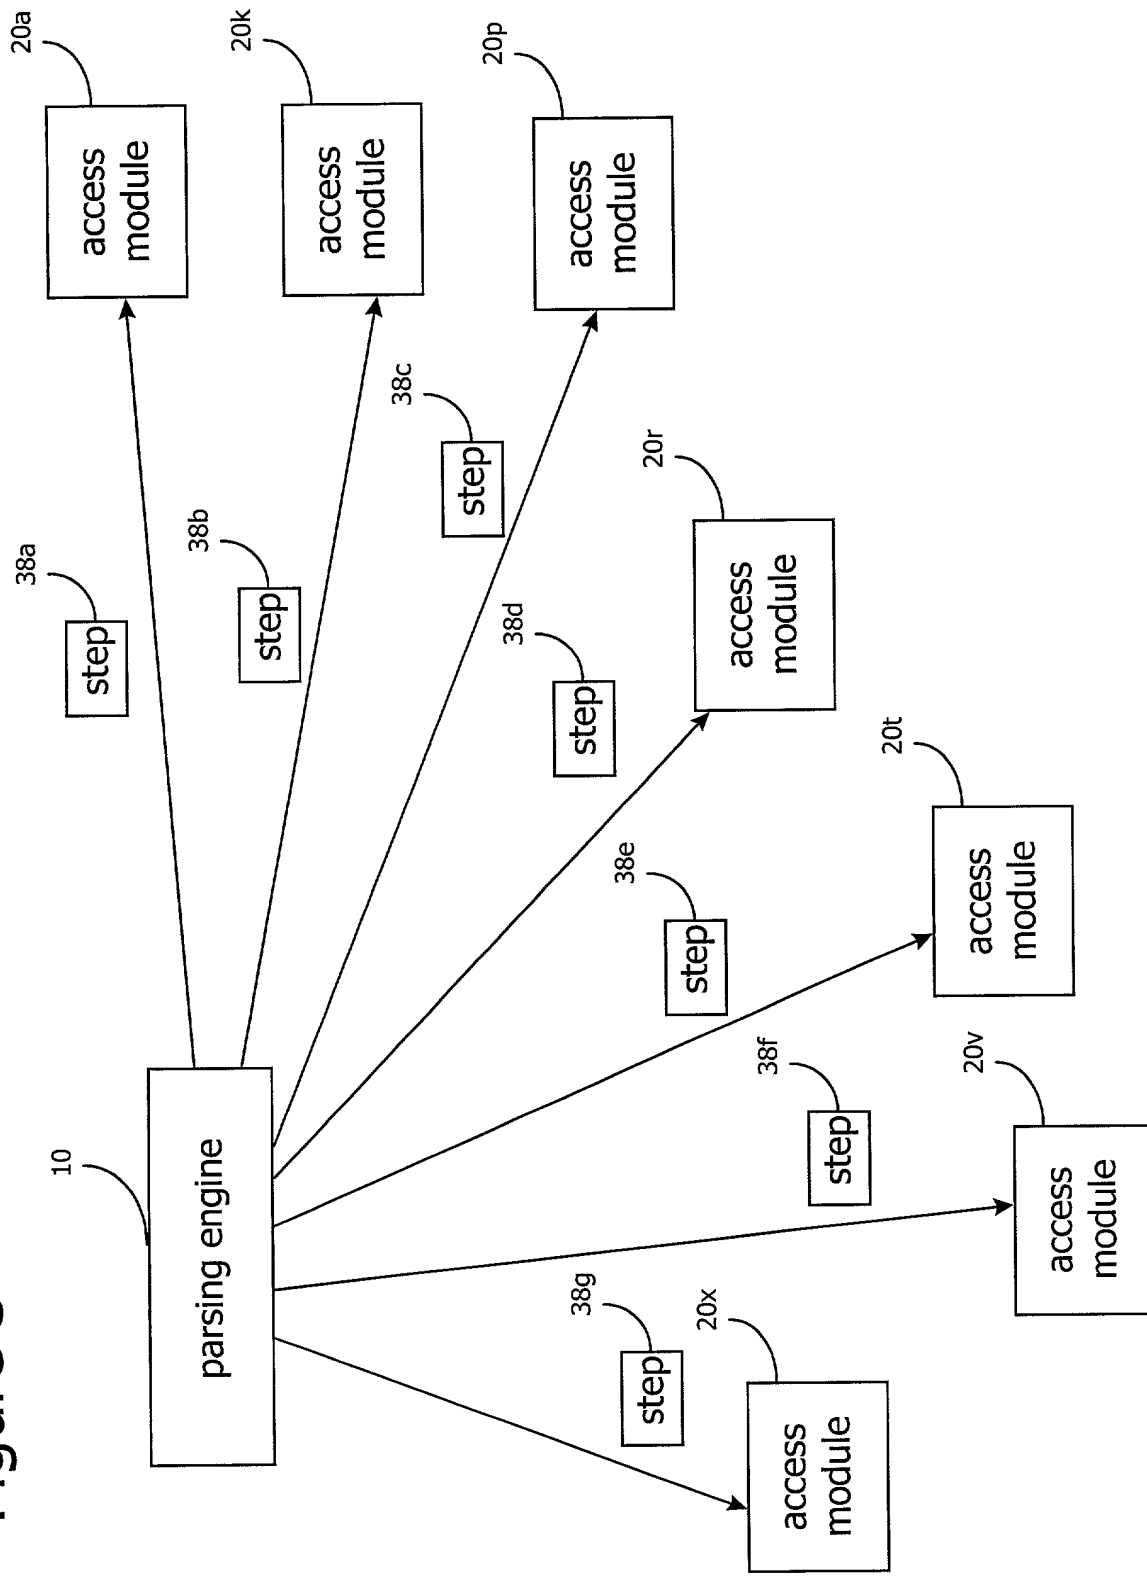 Figure
10
parsing engine
38a
step
20a
access
module
38b
step
20k
access
module
38c
step
20p
access
module
38d
step
20r
access
module
38e
step
20t
access
module
38f
step
20v
access
module
38g
step
20x
access
module